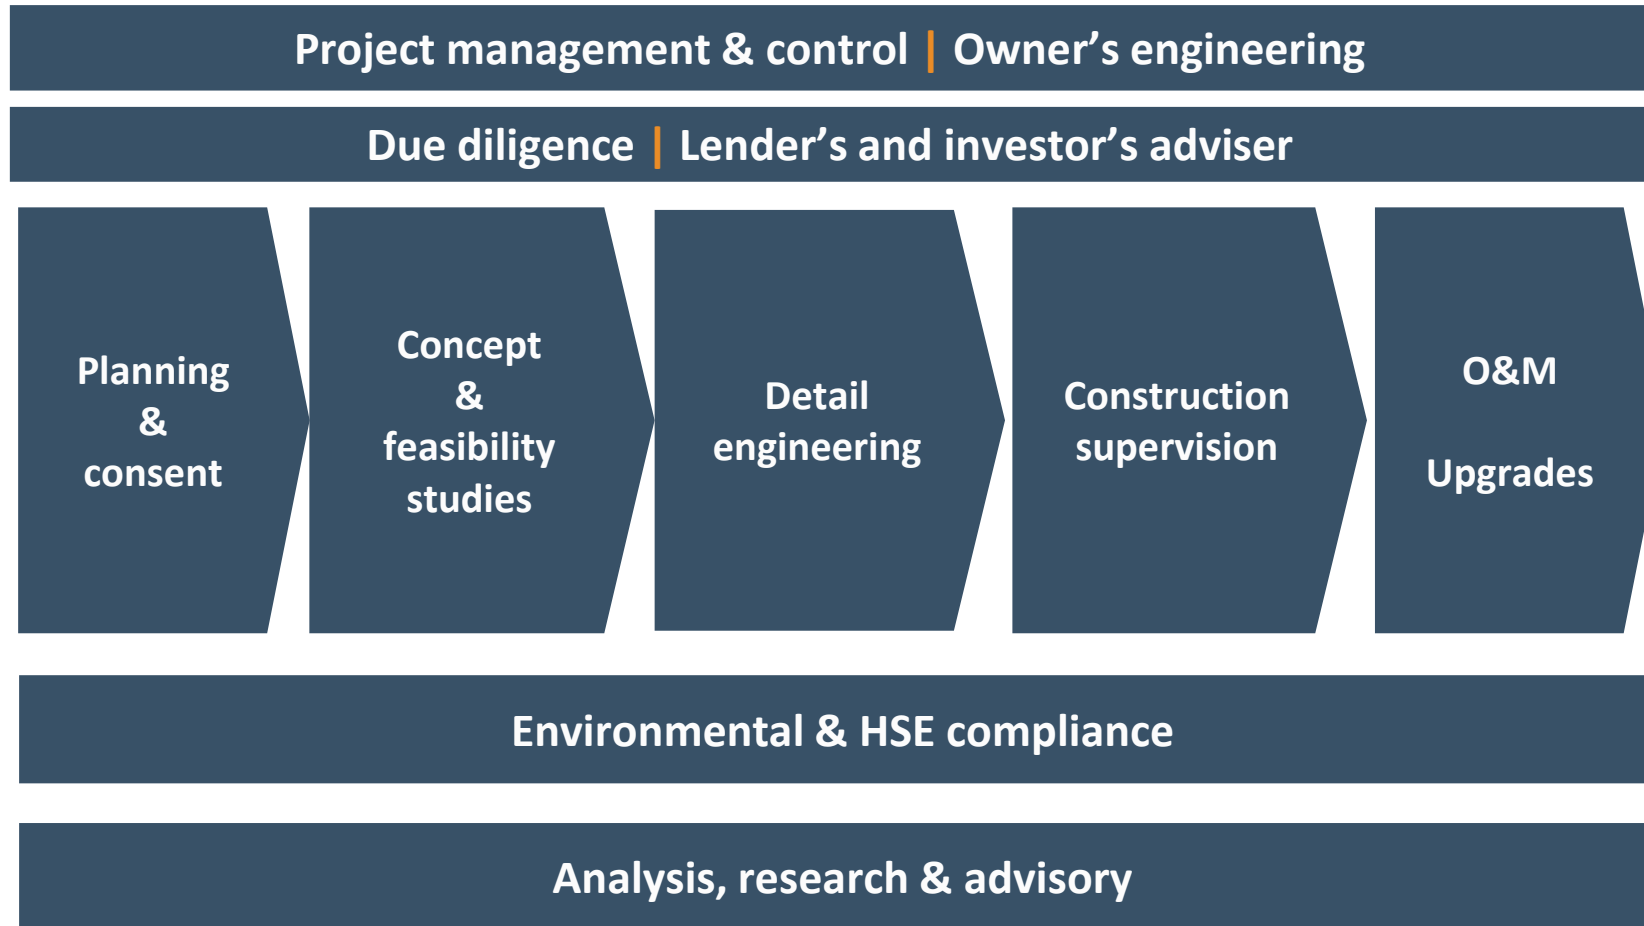 Project management & control | Owner’s engineering
Due diligence | Lender’s and investor’s adviser
Planning
&
consent
Concept
&
feasibility
studies
Detail
engineering
Construction
supervision
O&M
Upgrades
Environmental & HSE compliance
Analysis, research & advisory